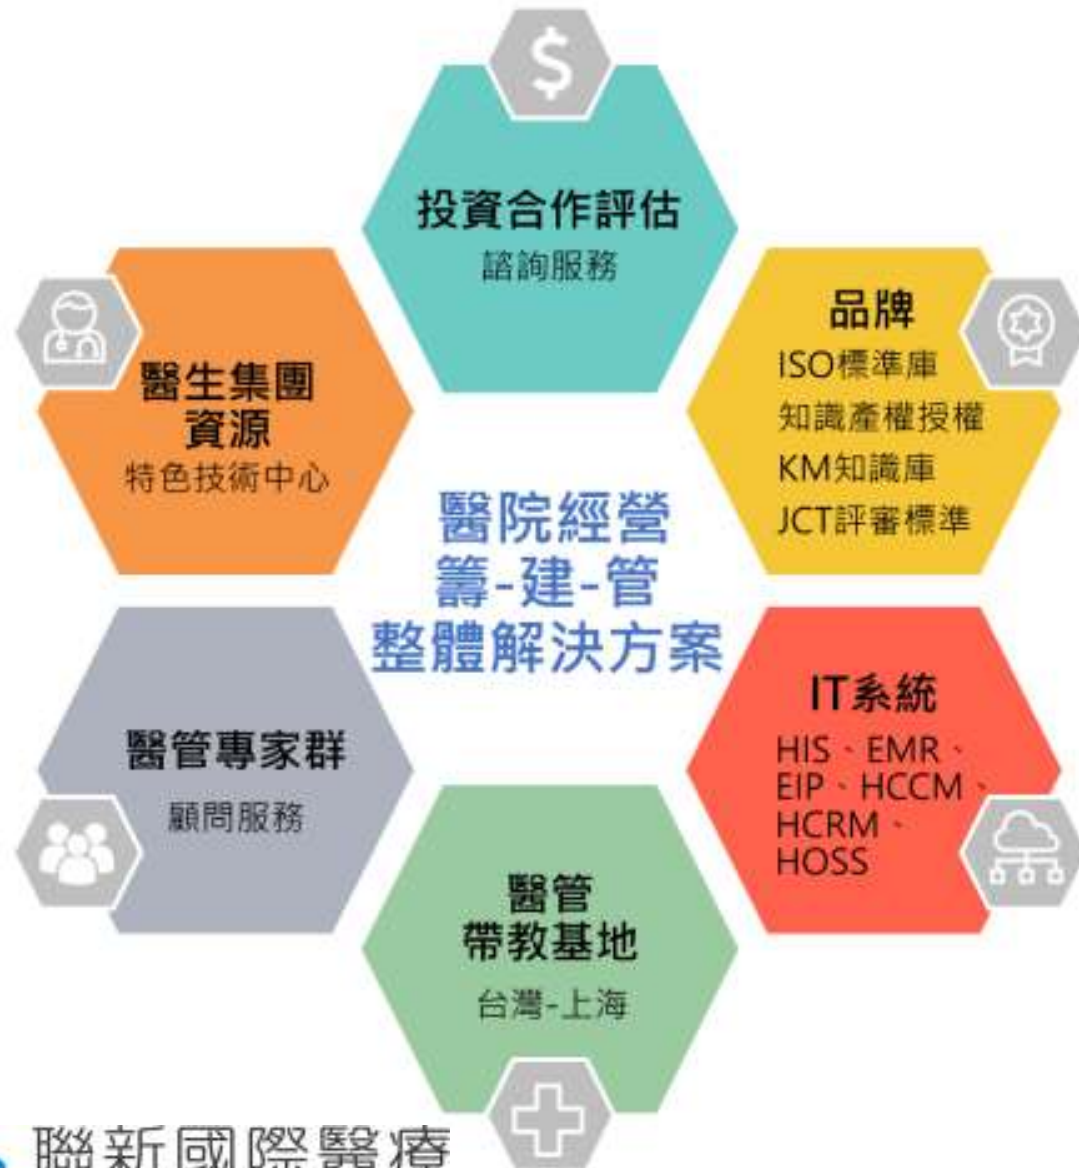 投資合作評估
諮詢服務
品牌
ISO標準庫
知識產權授權
KM知識庫
JCT評審標準
IT系統
HIS、EMR、
EIP、HCCM、
HCRM、
HOSS
醫管
帶教基地
台灣-上海
醫管專家群
顧問服務
醫生集團
資源
特色技術中心
醫院經營
籌-建-管
整體解決方案
聯新國際醫療